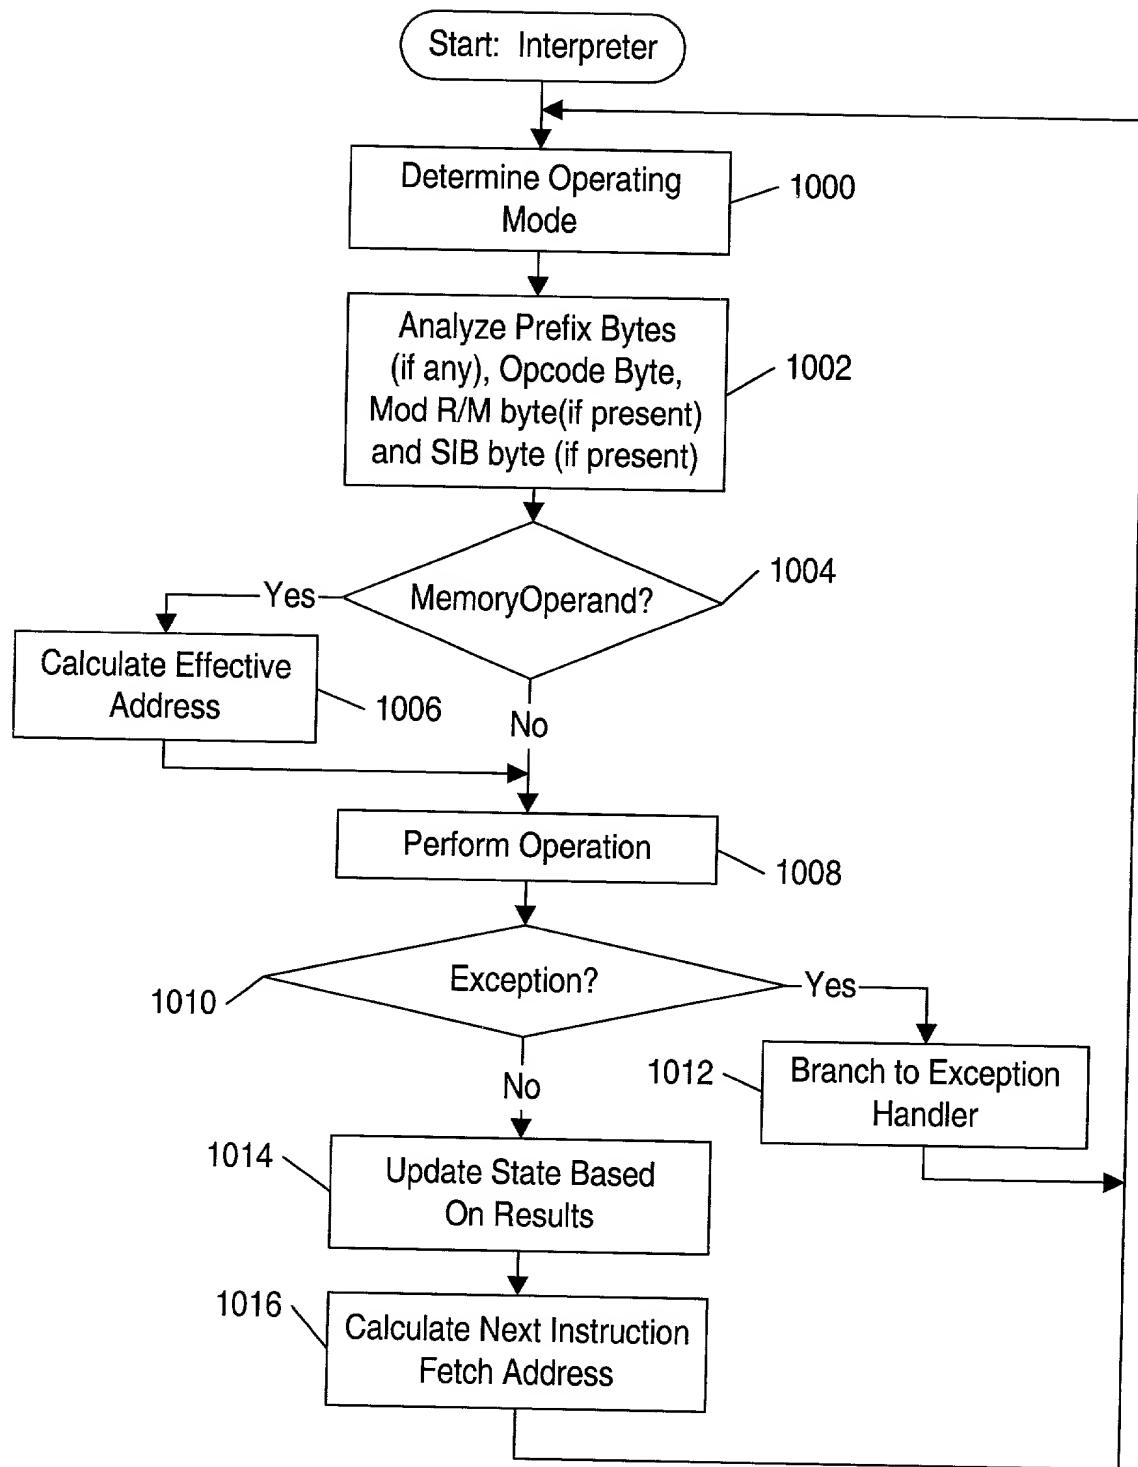 Start: Interpreter
Determine Operating
Mode
1000
Analyze Prefix Bytes
(if any), Opcode Byte,
Mod R/M byte(if present)
and SIB byte (if present)
1002
MemoryOperand?
1004
Yes
Calculate Effective
Address
1006
No
Perform Operation
1008
Exception?
1010
Yes
Branch to Exception
Handler
1012
No
1014
Update State Based
On Results
1016
Calculate Next Instruction
Fetch Address